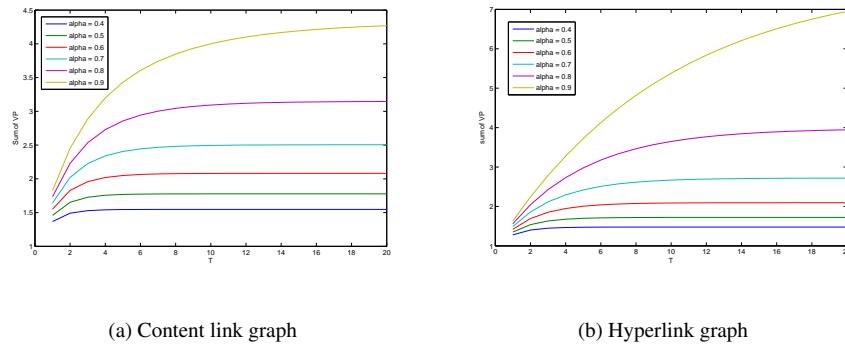 4.5
4
3.5
3
2.5
2
1.5
1
Sum of VP
alpha = 0.4
alpha = 0.5
alpha = 0.6
alpha = 0.7
alpha = 0.8
alpha = 0.9
0 2 4 6 8 10 12 14 16 18 20
T
(a) Content link graph
7
6
5
4
3
2
1
sum of VP
alpha = 0.4
alpha = 0.5
alpha = 0.6
alpha = 0.7
alpha = 0.8
alpha = 0.9
0 2 4 6 8 10 12 14 16 18 20
T
(b) Hyperlink graph